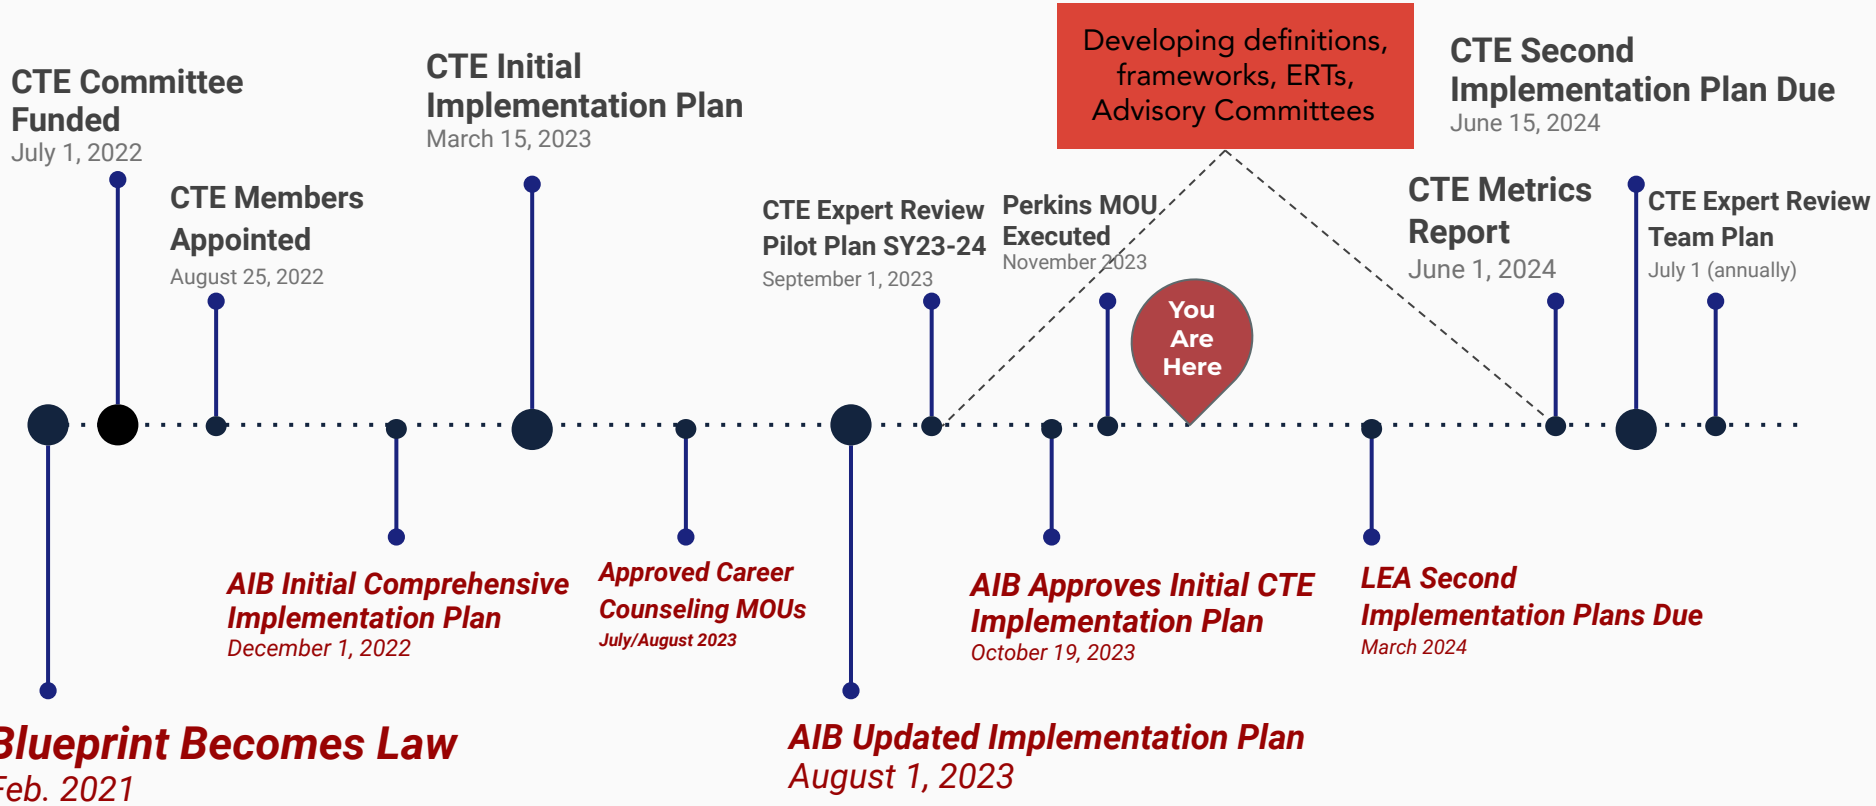 CTE Committee
Funded
July 1, 2022
CTE Members
Appointed
August 25, 2022
CTE Initial
Implementation Plan
March 15, 2023
CTE Expert Review
Pilot Plan SY23-24
September 1, 2023
Perkins MOU
Executed
November 2023
Developing definitions,
frameworks, ERTs,
Advisory Committees
You
Are
Here
CTE Second
Implementation Plan Due
June 15, 2024
CTE Metrics
Report
June 1, 2024
CTE Expert Review
Team Plan
July 1 (annually)
Blueprint Becomes Law
Feb. 2021
AIB Initial Comprehensive
Implementation Plan
December 1, 2022
Approved Career
Counseling MOUs
July/August 2023
AIB Updated Implementation Plan
August 1, 2023
AIB Approves Initial CTE
Implementation Plan
October 19, 2023
LEA Second
Implementation Plans Due
March 2024